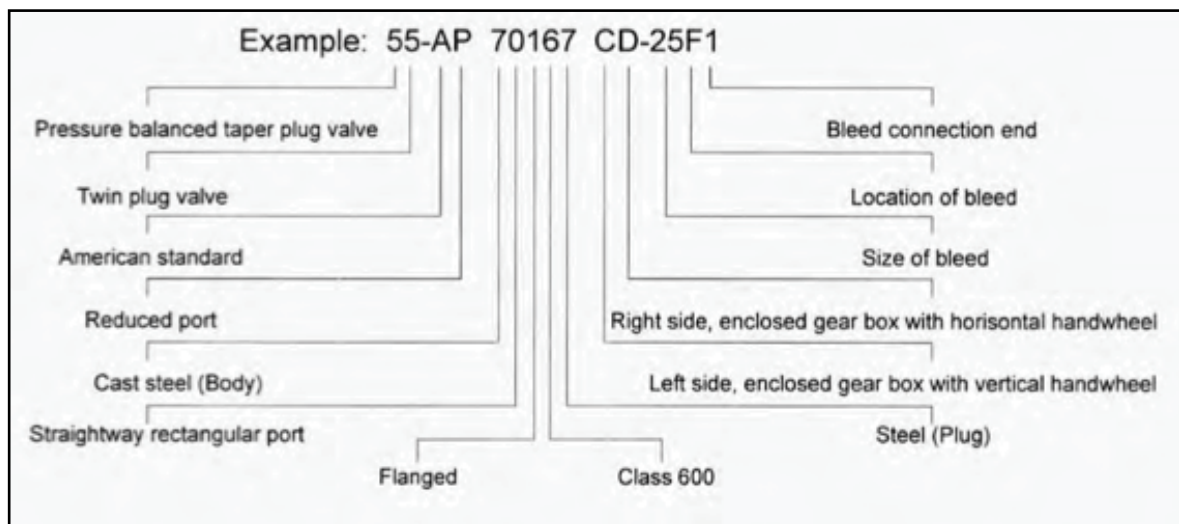 Example: 55-AP 70167 CD-25F1
Pressure balanced taper plug valve
Bleed connection end
Twin plug valve
Location of bleed
American standard
Size of bleed
Reduced port
Right side, enclosed gear box with horisontal handwheel
Cast steel (Body)
Left side, enclosed gear box with vertical handwheel
Straightway rectangular port
Steel (Plug)
Flanged
Class 600